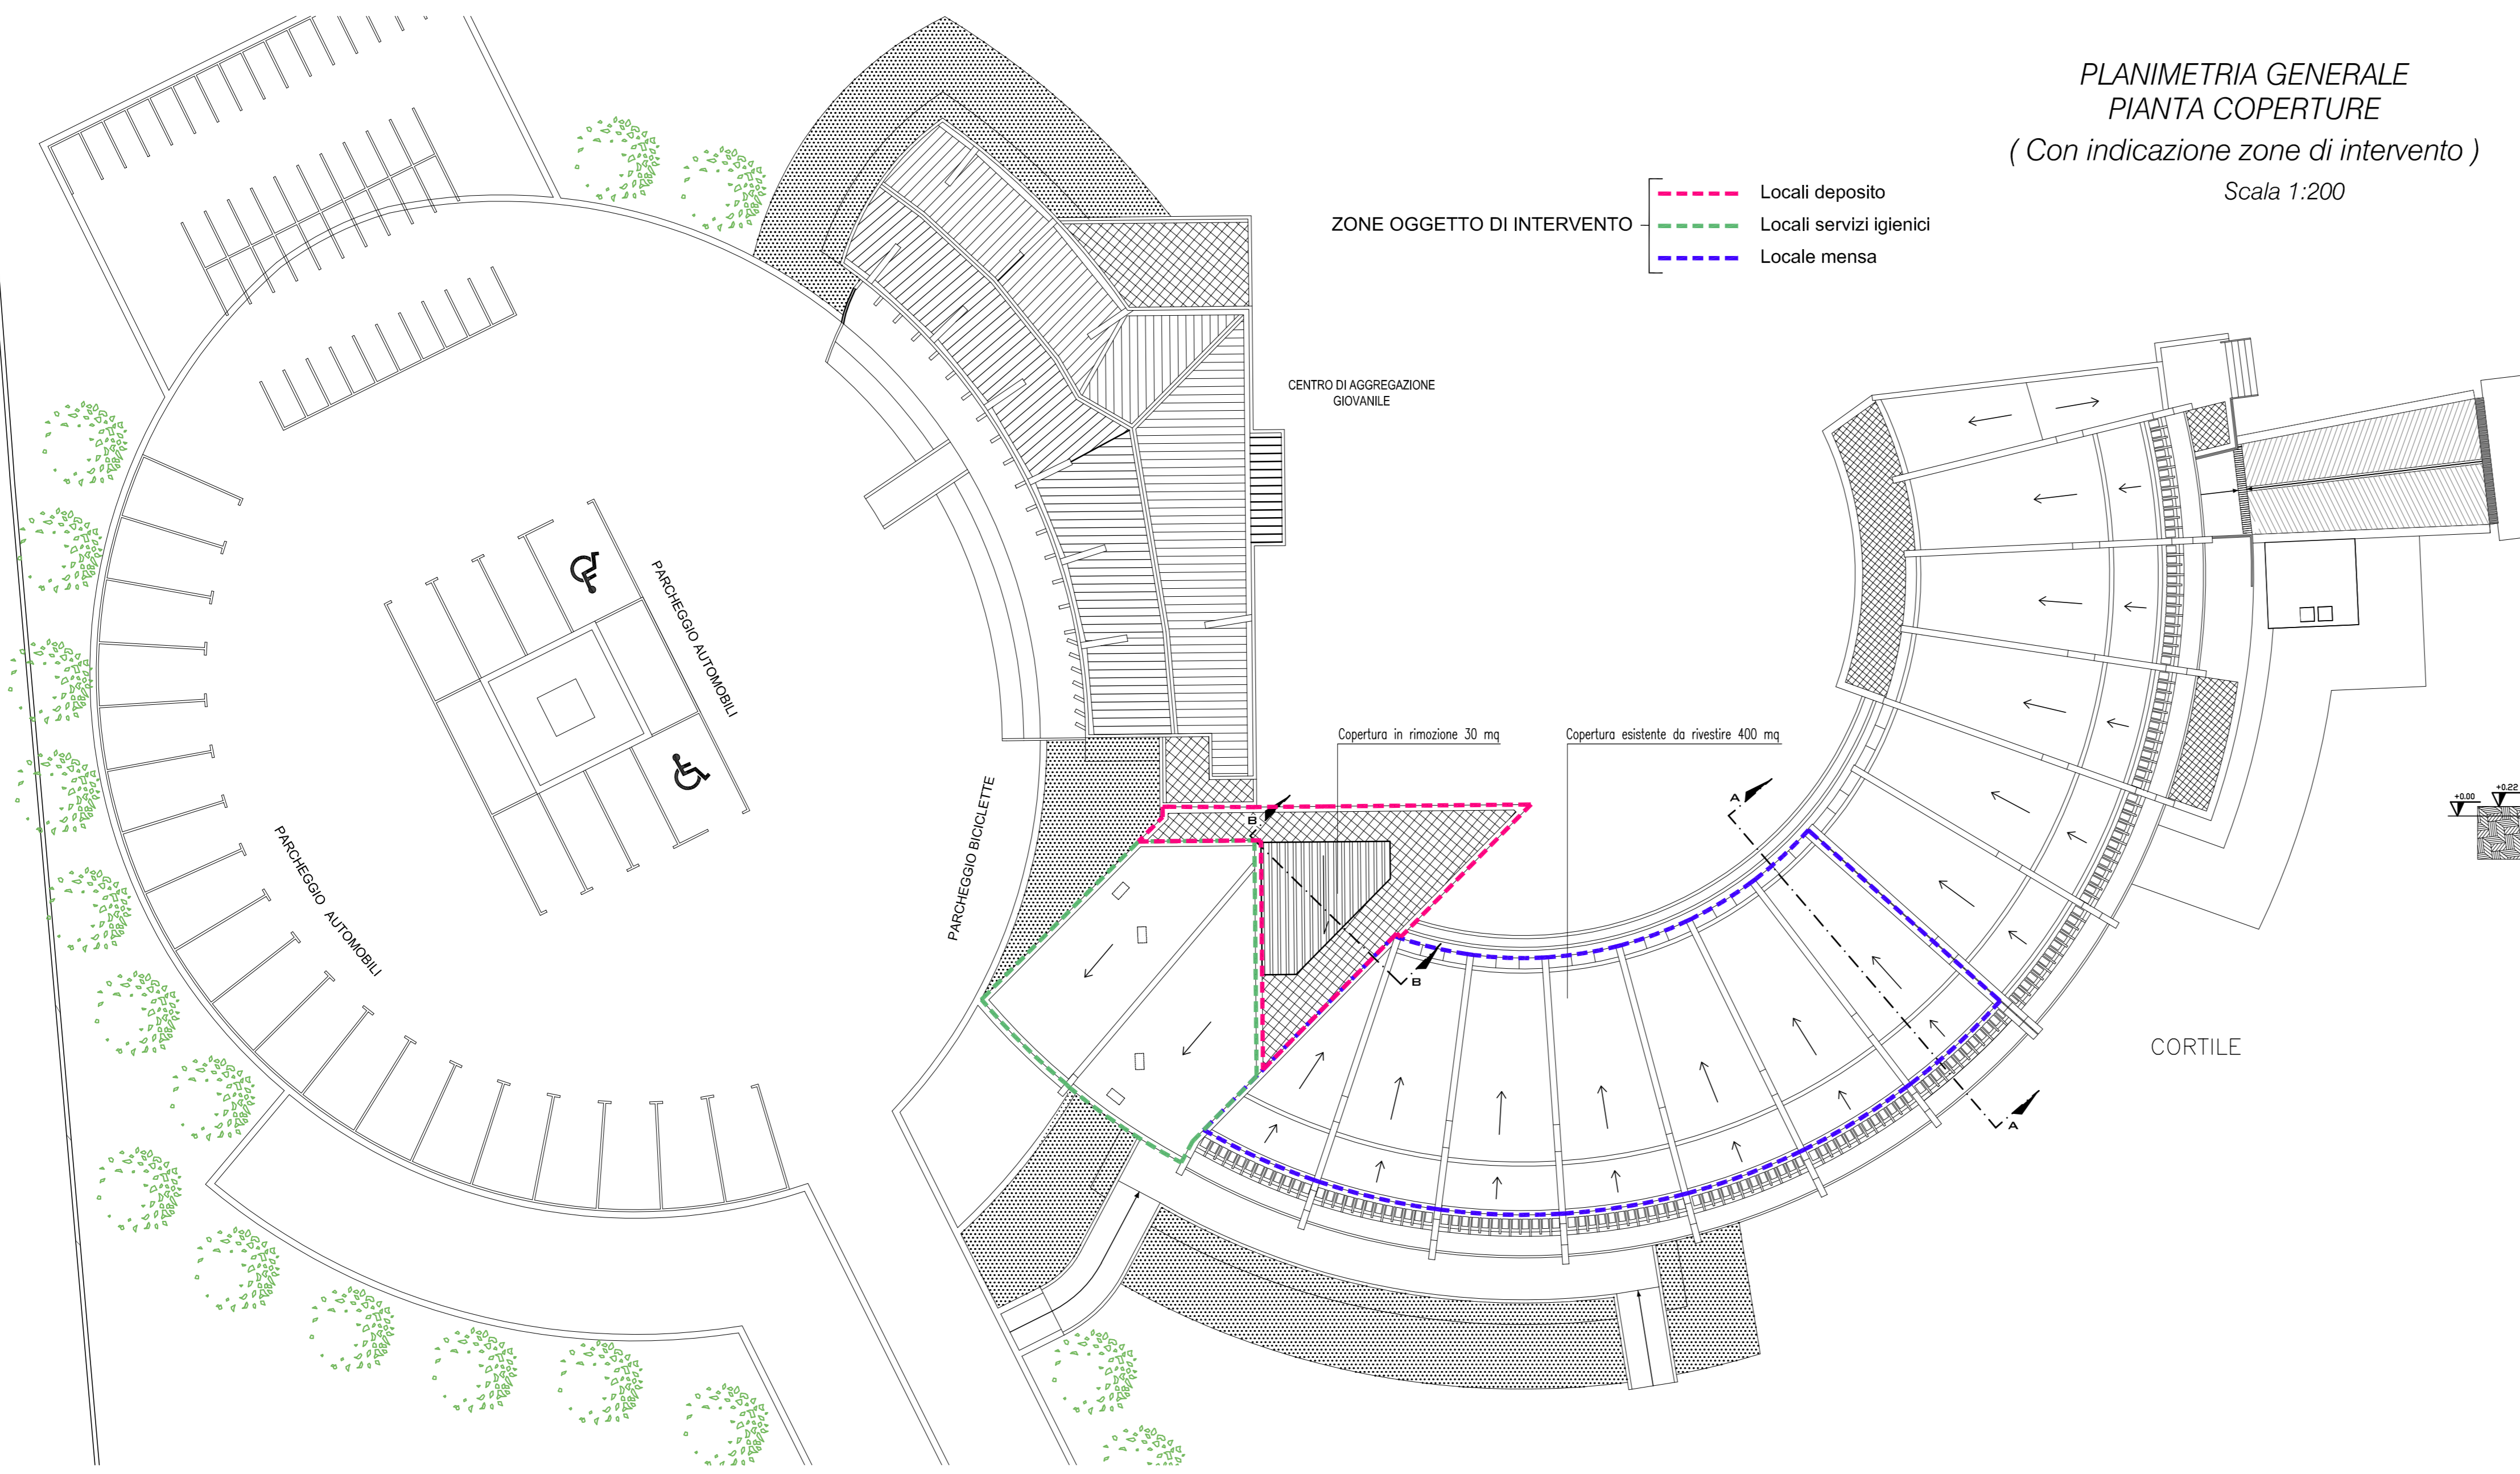 PLANIMETRIA GENERALE
PIANTA COPERTURE
( Con indicazione zone di intervento )
Scala 1:200
ZONE OGGETTO DI INTERVENTO
Locali deposito
Locali servizi igienici
Locale mensa
CENTRO DI AGGREGAZIONE
GIOVANILE
PARCHEGGIO AUTOMOBILI
Copertura in rimozione 30 mq
Copertura esistente da rivestire 400 mq
PARCHEGGIO BICICLETTE
PARCHEGGIO AUTOMOBILI
A
B
+0.00
+0.22
B
CORTILE
A